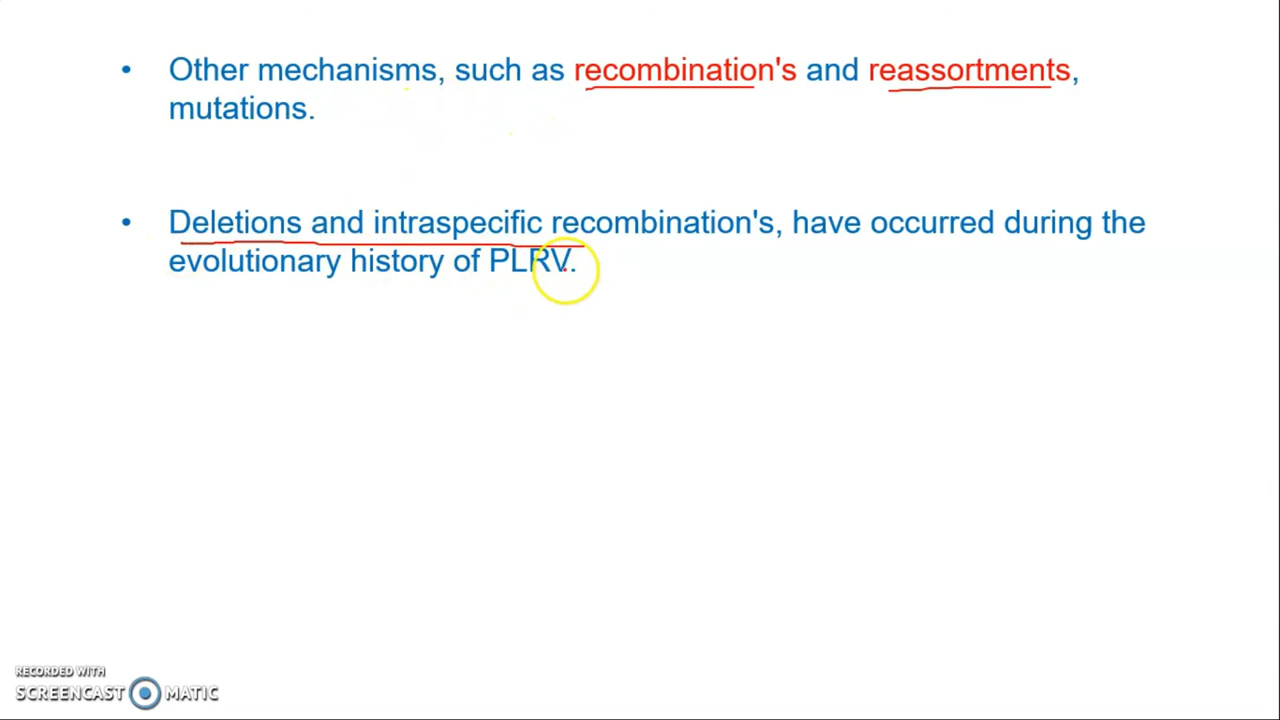 • Other mechanisms, such as recombination's and reassortments,
mutations.
• Deletions and intraspecific recombination's, have occurred during the
evolutionary history of PLRV.
RECORDED WITH
SCREENCAST MATIC